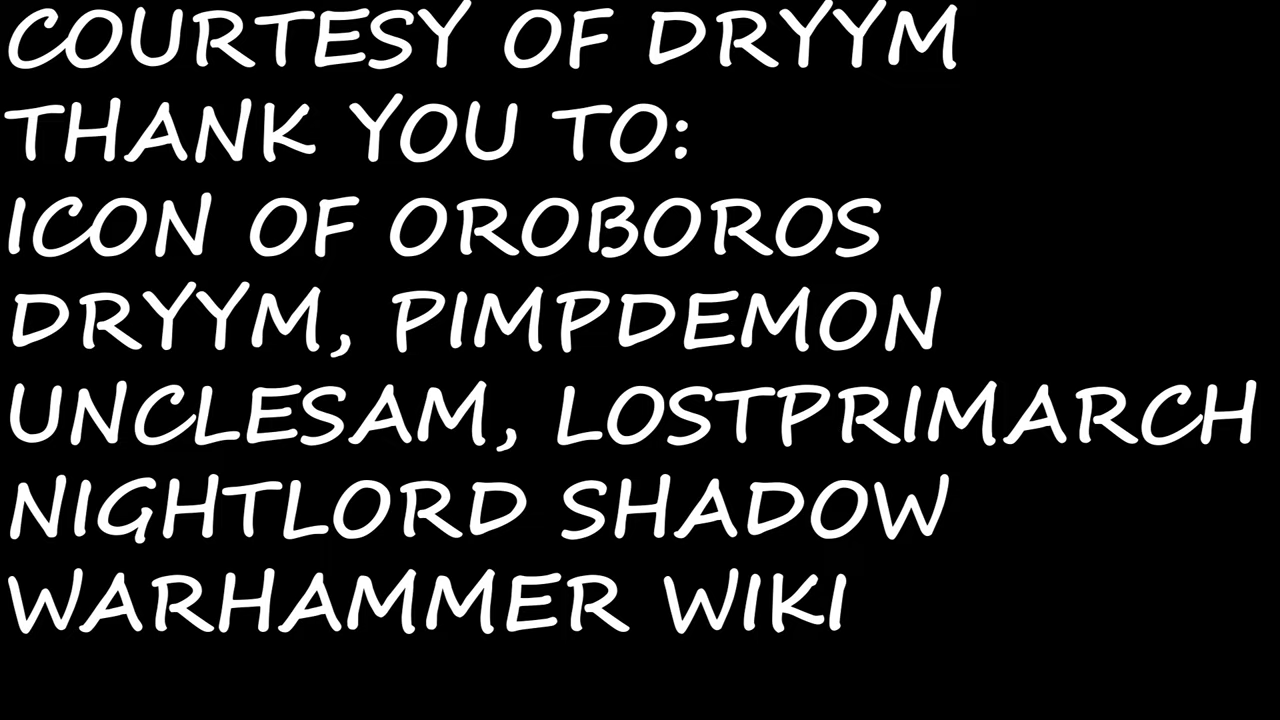 COURTESY OF DRYYM
THANK YOU TO:
ICON OF OROBOROS
DRYYM, PIMPDEMON
UNCLESAM, LOSTPRIMARCH
NIGHTLORD SHADOW
WARHAMMER WIKI